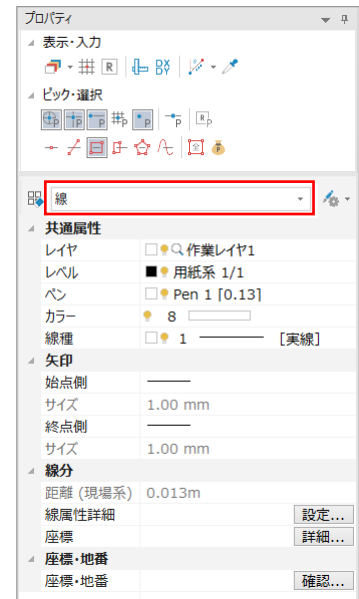 プロパティ
表示・入力
R
ピック・選択
P P P P P P R P
全 P
線
共通属性
レイヤ 作業レイヤ1
レベル 用紙系 1/1
ペン Pen 1 [0.13]
カラー 8
線種 1 [実線]
矢印
始点側
サイズ 1.00 mm
終点側
サイズ 1.00 mm
線分
距離 (現場系) 0.013m
線属性詳細 設定...
座標 詳細...
座標・地番
座標・地番 確認...